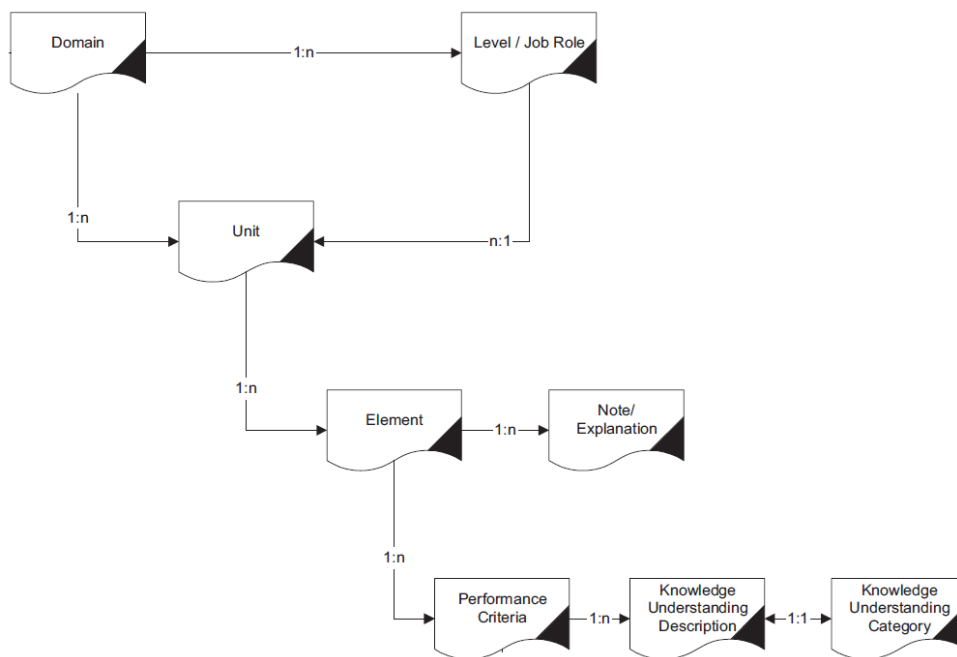 Domain
1:n
Level / Job Role
1:n
Unit
n:1
1:n
Element
1:n
Note/
Explanation
1:n
Performance
Criteria
1:n
Knowledge
Understanding
Description
1:1
Knowledge
Understanding
Category